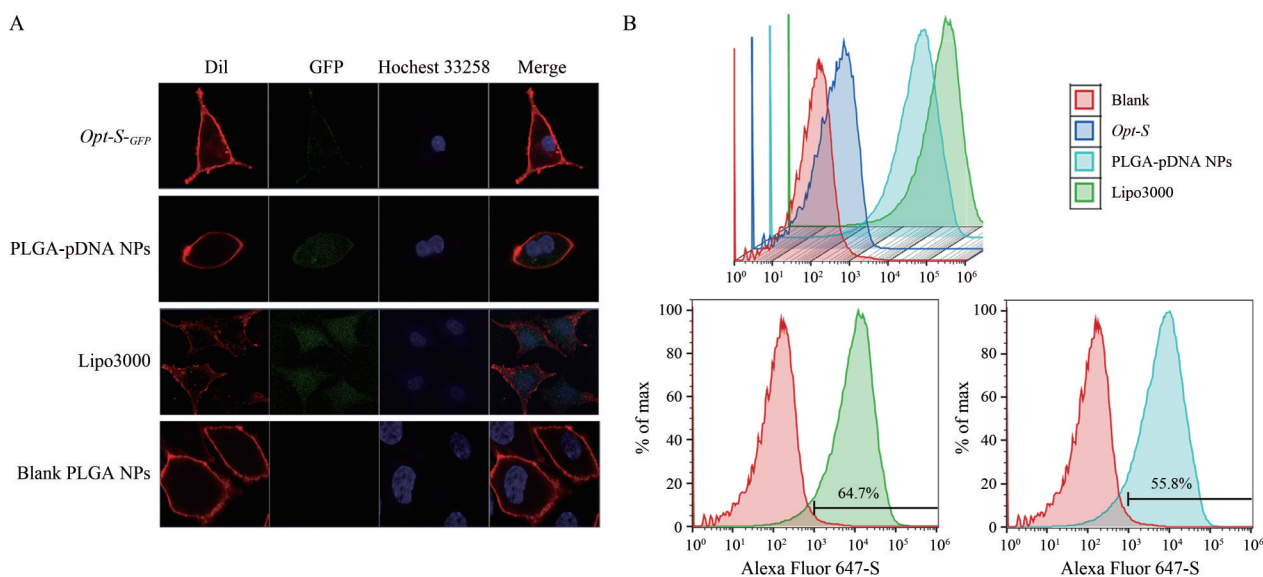 A
Dil GFP Hochest 33258 Merge
Opt-S-GFP
PLGA-pDNA NPs
Lipo3000
Blank PLGA NPs
B
Blank
Opt-S
PLGA-pDNA NPs
Lipo3000
10⁰ 10¹ 10² 10³ 10⁴ 10⁵ 10⁶
% of max
100
80
60
40
20
0
64.7%
10⁰ 10¹ 10² 10³ 10⁴ 10⁵ 10⁶
Alexa Fluor 647-S
% of max
100
80
60
40
20
0
55.8%
10⁰ 10¹ 10² 10³ 10⁴ 10⁵ 10⁶
Alexa Fluor 647-S